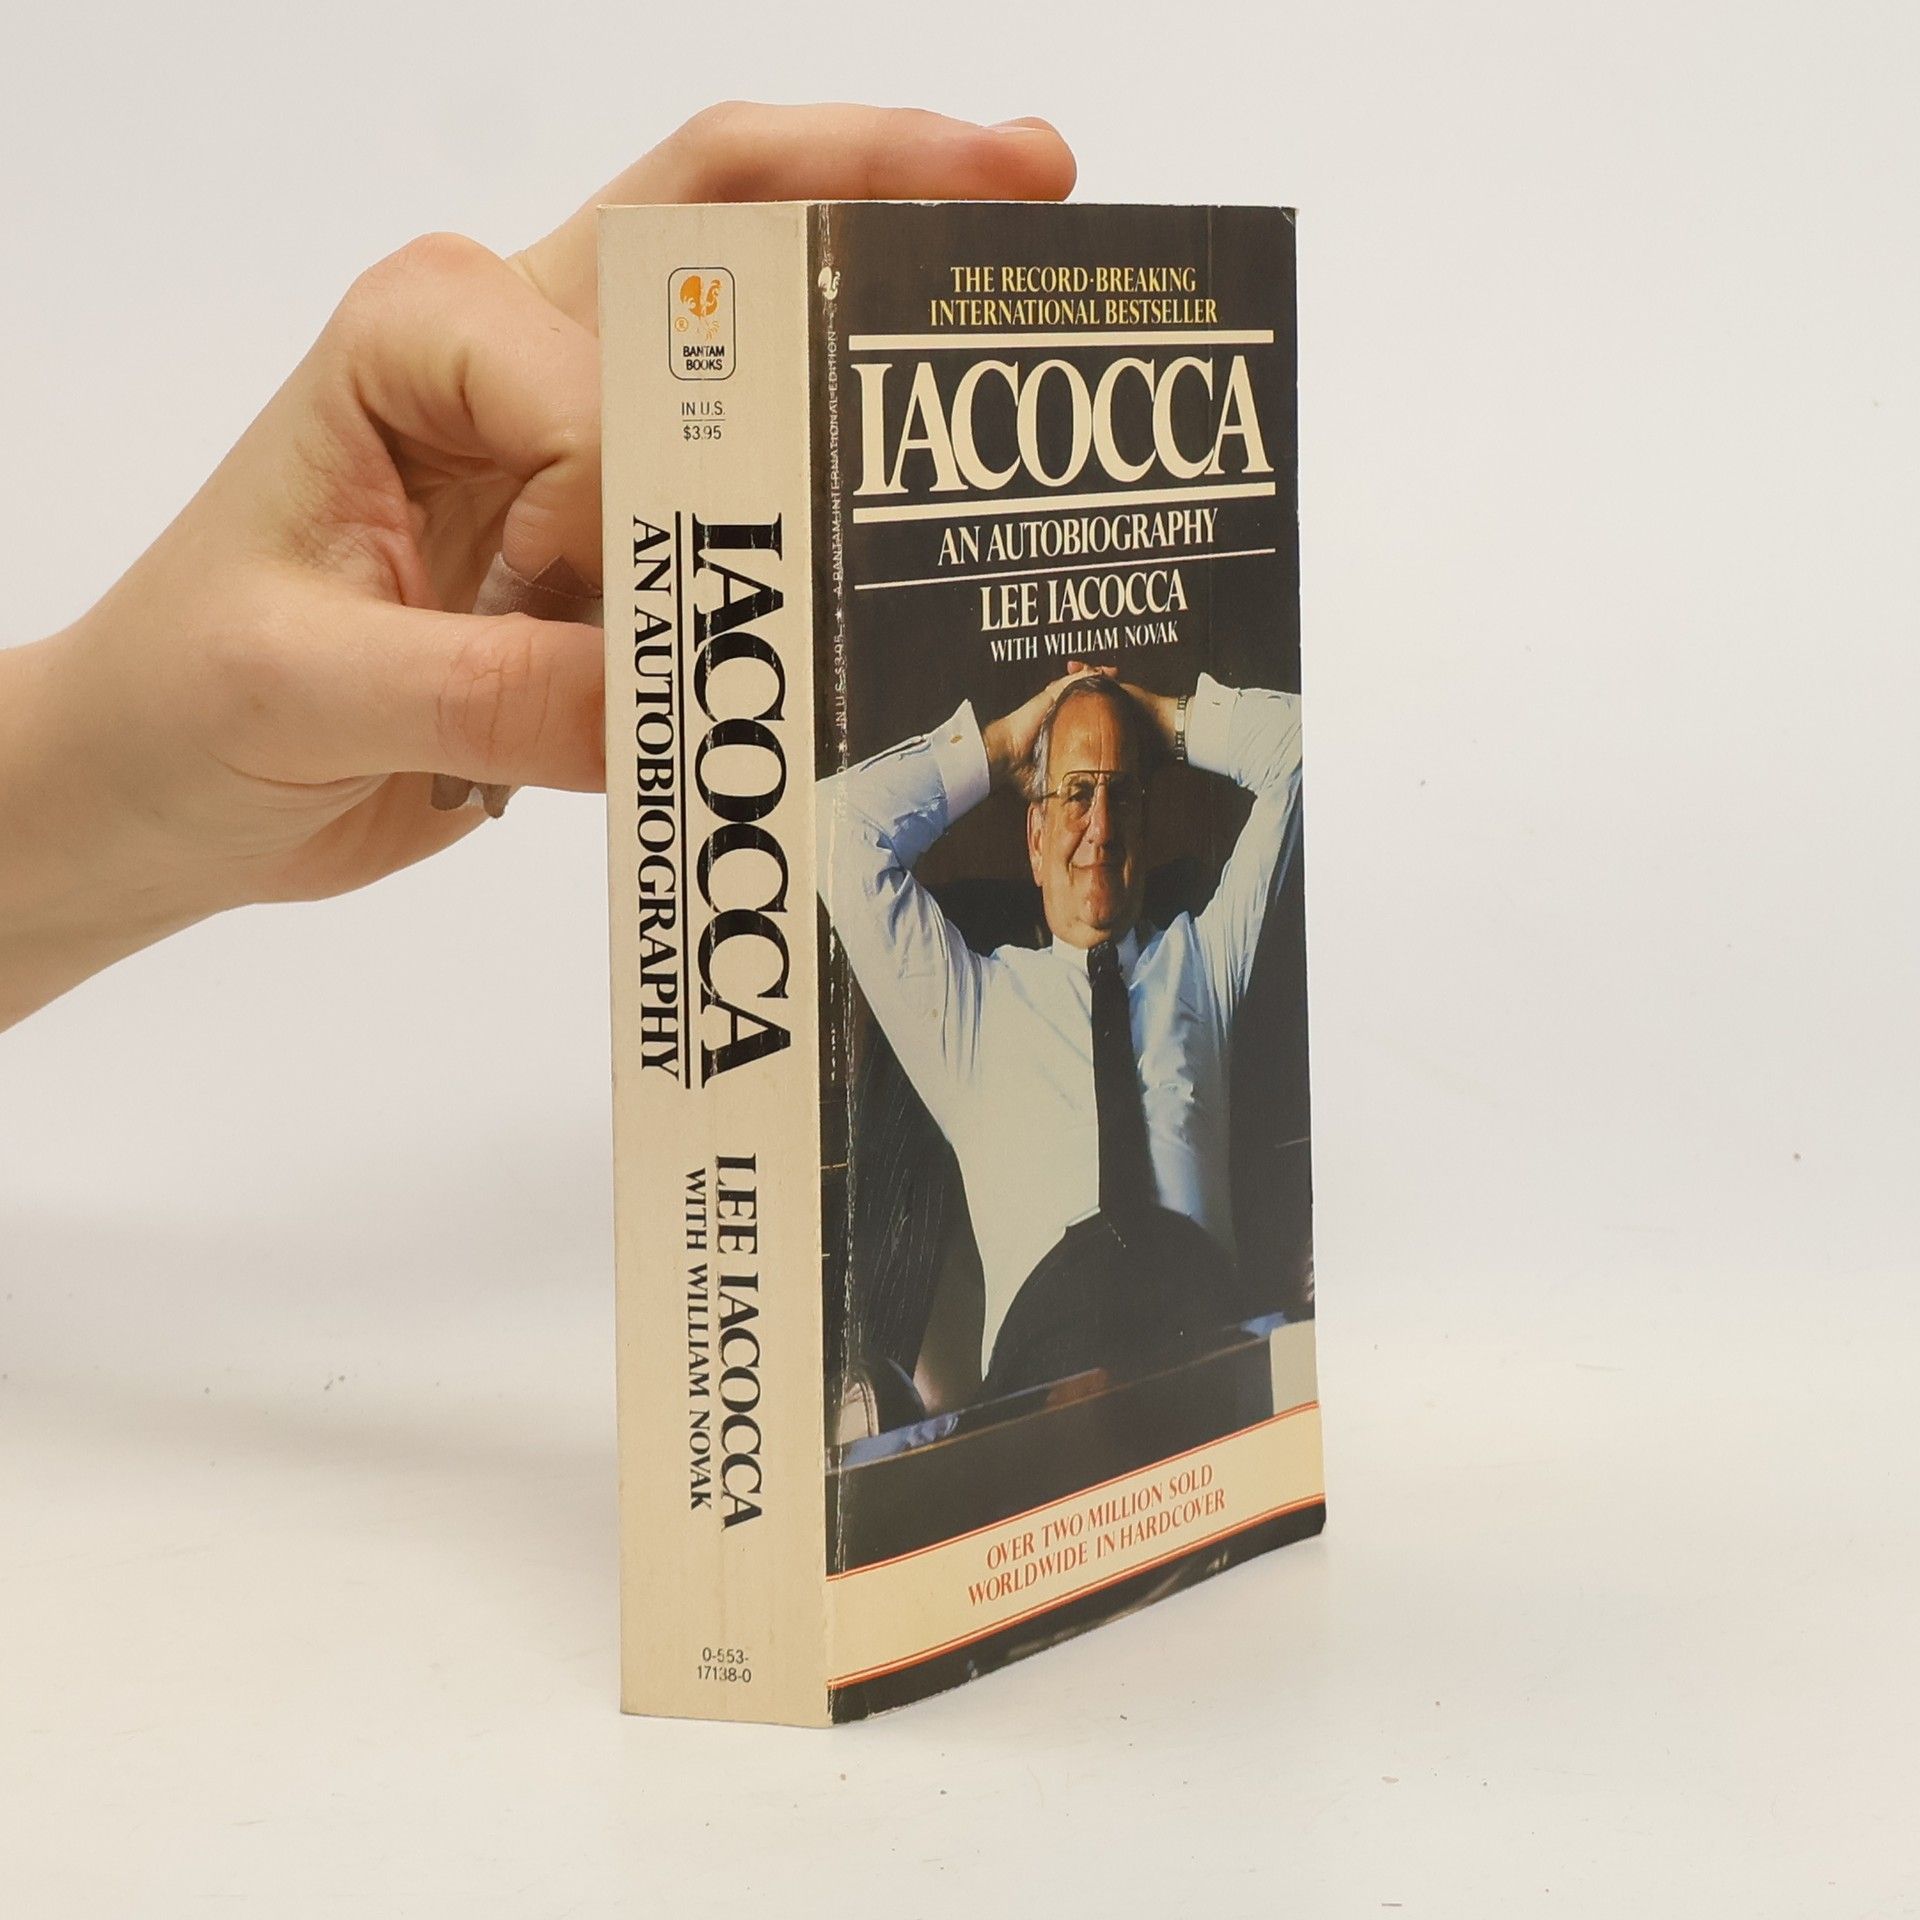 BANTAM
BOOKS
IN U.S.
$3.95
IACOCCA
AN AUTOBIOGRAPHY
LEE IACOCCA
WITH WILLIAM NOVAK
0-553-
17138-0
A BANTAM INTERNATIONAL EDITION ★ IN U.S. $3.95 ★
THE RECORD-BREAKING
INTERNATIONAL BESTSELLER
IACOCCA
AN AUTOBIOGRAPHY
LEE IACOCCA
WITH WILLIAM NOVAK
OVER TWO MILLION SOLD
WORLDWIDE IN HARDCOVER